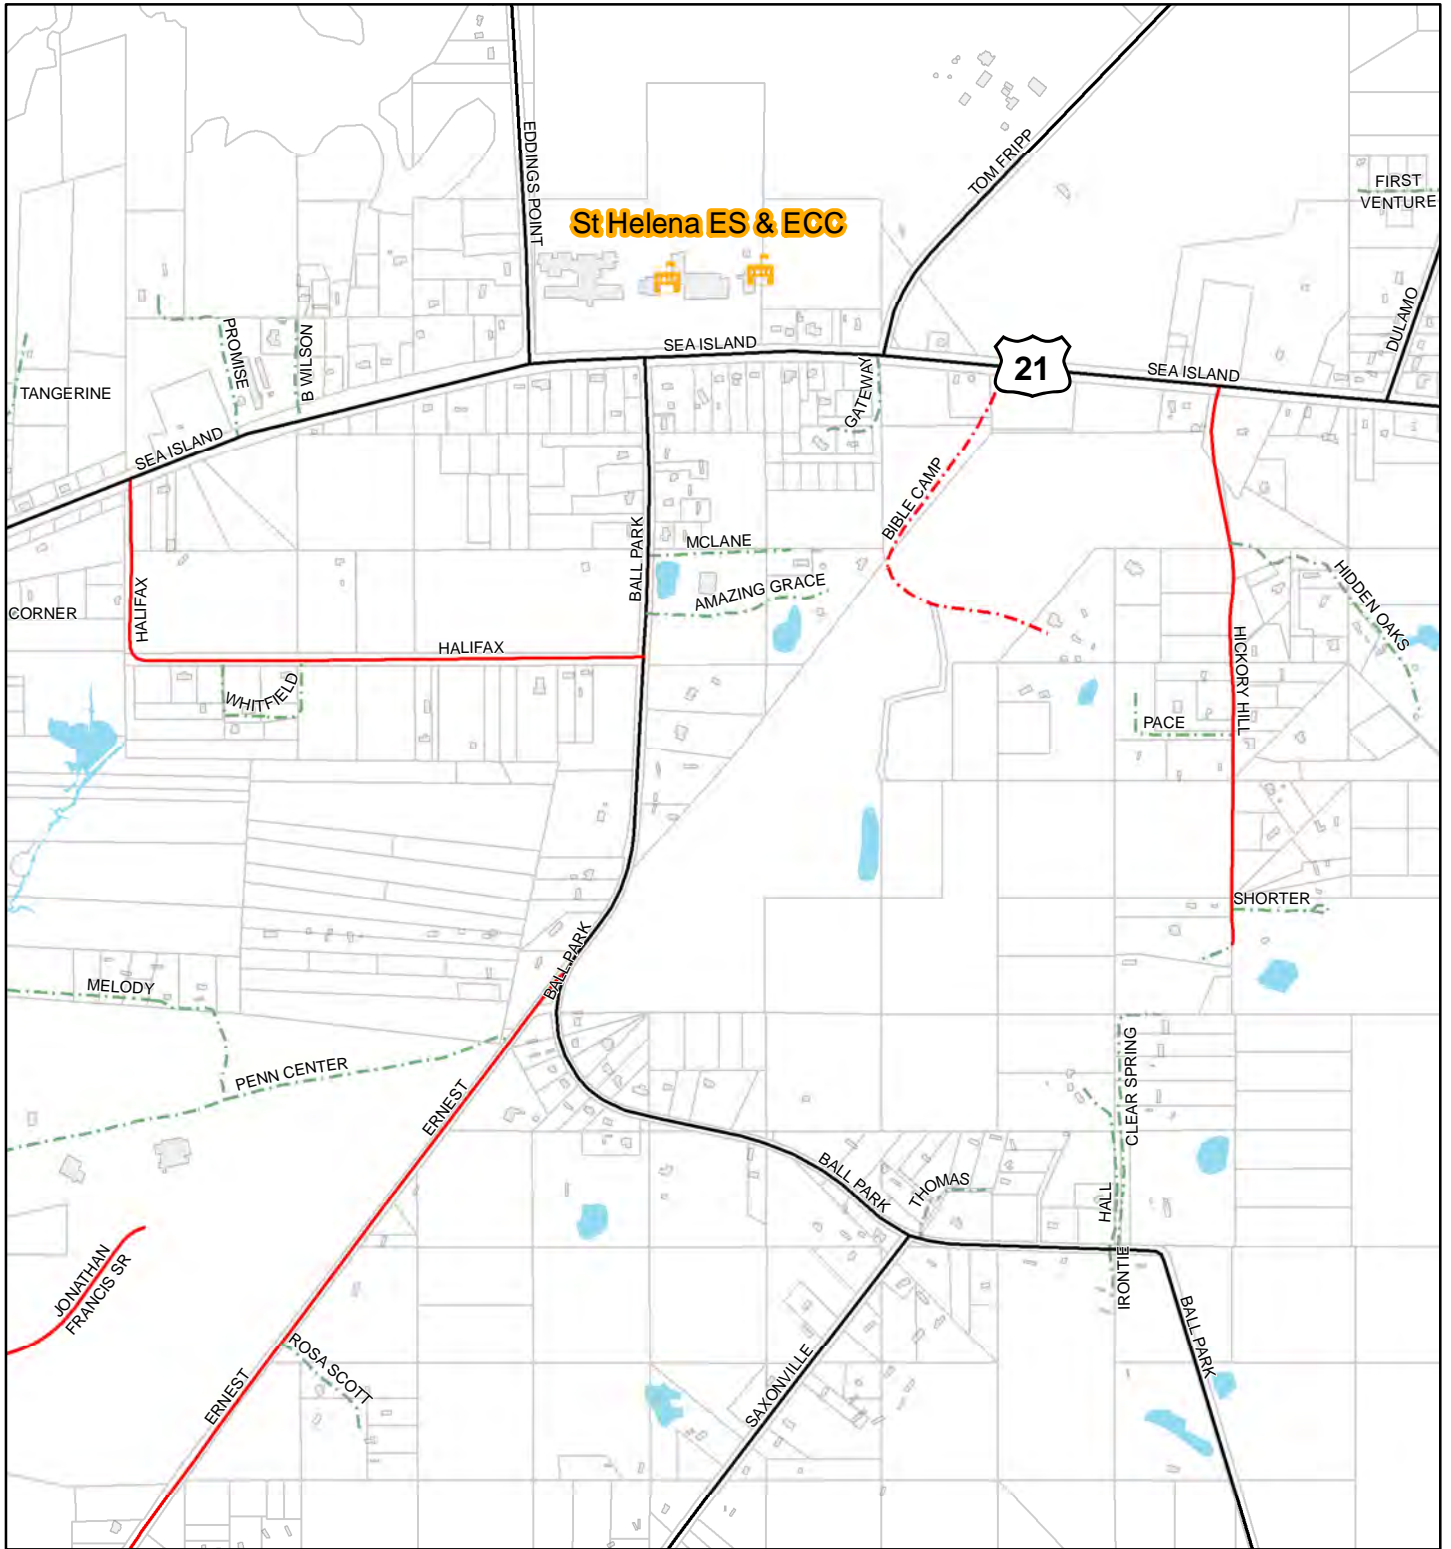 EDDINGS POINT
TOM FRIPP
FIRST
VENTURE
St Helena ES & ECC
DULAMO
PROMISE
B WILSON
SEA ISLAND
21
SEA ISLAND
TANGERINE
GATEWAY
SEA ISLAND
BIBLE CAMP
BALL PARK
MCLANE
AMAZING GRACE
HIDDEN OAKS
HALIFAX
CORNER
HALIFAX
HICKORY HILL
WHITFIELD
PACE
SHORTER
BALL PARK
MELODY
PENN CENTER
ERNEST
CLEAR SPRING
BALL PARK
THOMAS
HALL
JONATHAN
FRANCIS SR
IRONTIE
BALL PARK
ROSA SCOTT
ERNEST
SAXONVILLE